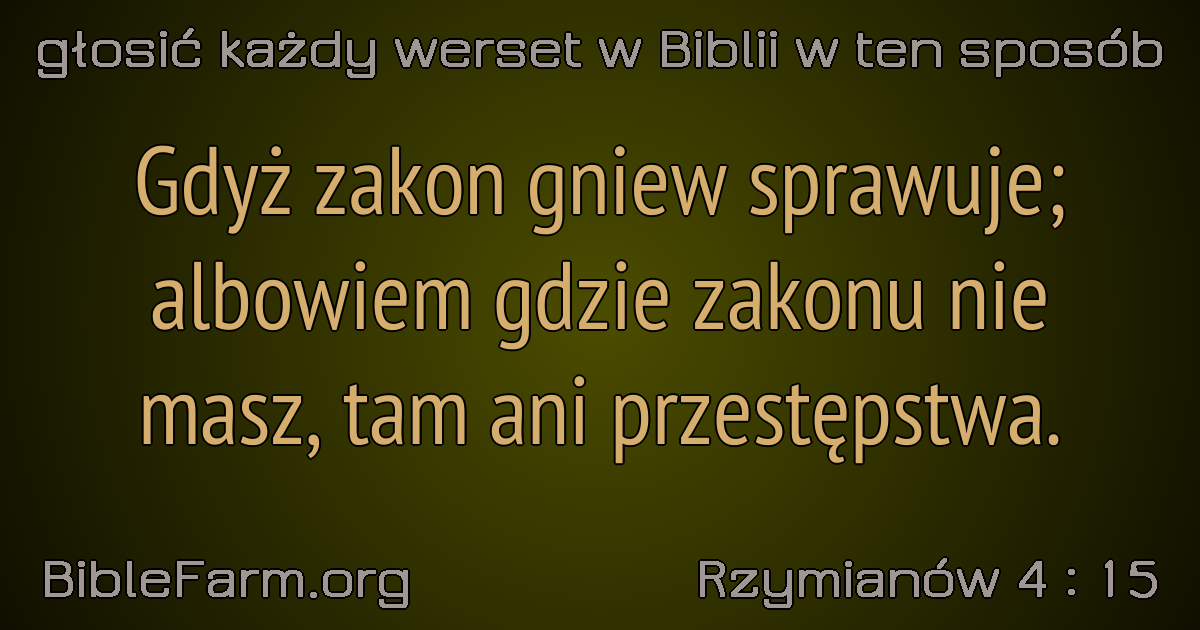 głosić każdy werset w Biblii w ten sposób
Gdyż zakon gniew sprawuje;
albowiem gdzie zakonu nie
masz, tam ani przestępstwa.
BibleFarm.org
Rzymianów 4 : 15